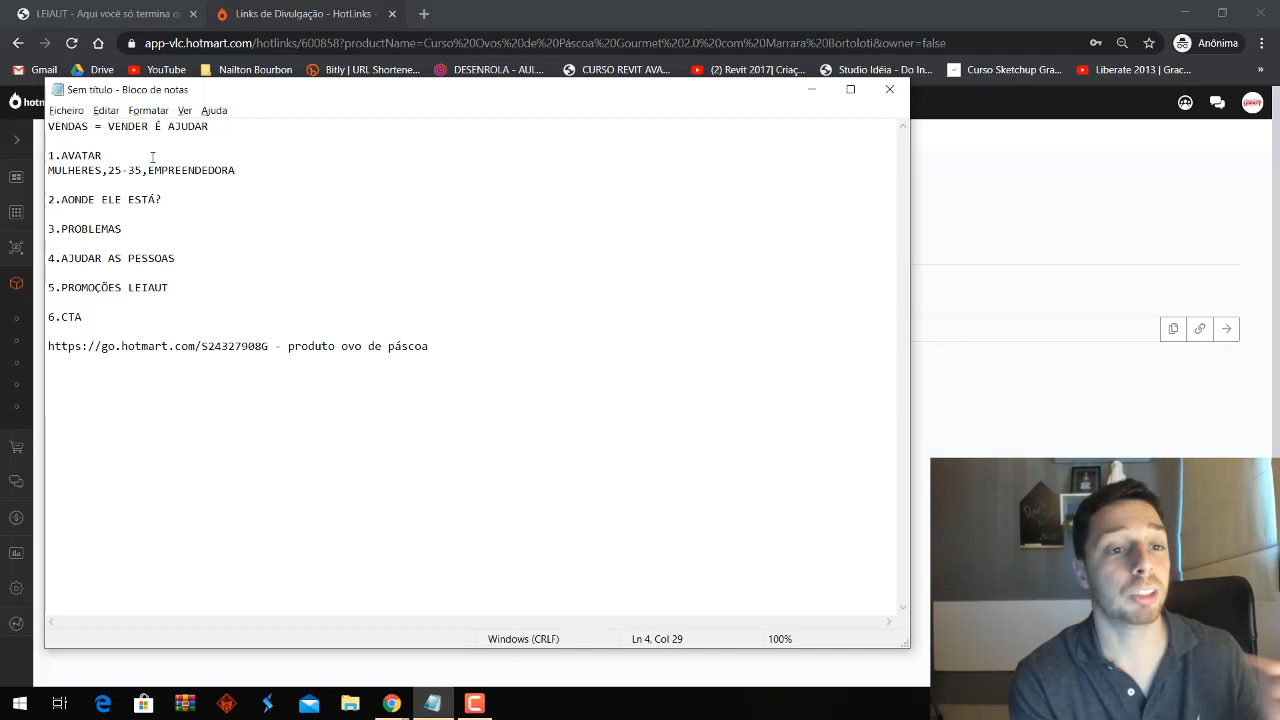 LEIAUT - Aqui você só termina qu
Links de Divulgação - HotLinks -
app-vlc.hotmart.com/hotlinks/600858?productName=Curso%20Ovos%20de%20Páscoa%20Gourmet%202.0%20com%20Marrara%20Bortoloti&owner=false
Anônima
Gmail
Drive
YouTube
Nailton Bourbon
Bitly | URL Shortene...
DESENROLA - AUL...
CURSO REVIT AVA...
(2) Revit 2017| Criaç...
Studio Idéia - Do In...
Curso Sketchup Gra...
Liberate 2013 | Grac...
»
hotm
Sem título - Bloco de notas
Ficheiro Editar Formatar Ver Ajuda
VENDAS = VENDER É AJUDAR
1.AVATAR
MULHERES,25-35,EMPREENDEDORA
2.AONDE ELE ESTÁ?
3.PROBLEMAS
4.AJUDAR AS PESSOAS
5.PROMOÇÕES LEIAUT
6.CTA
https://go.hotmart.com/S24327908G - produto ovo de páscoa
Windows (CRLF)
Ln 4, Col 29
100%